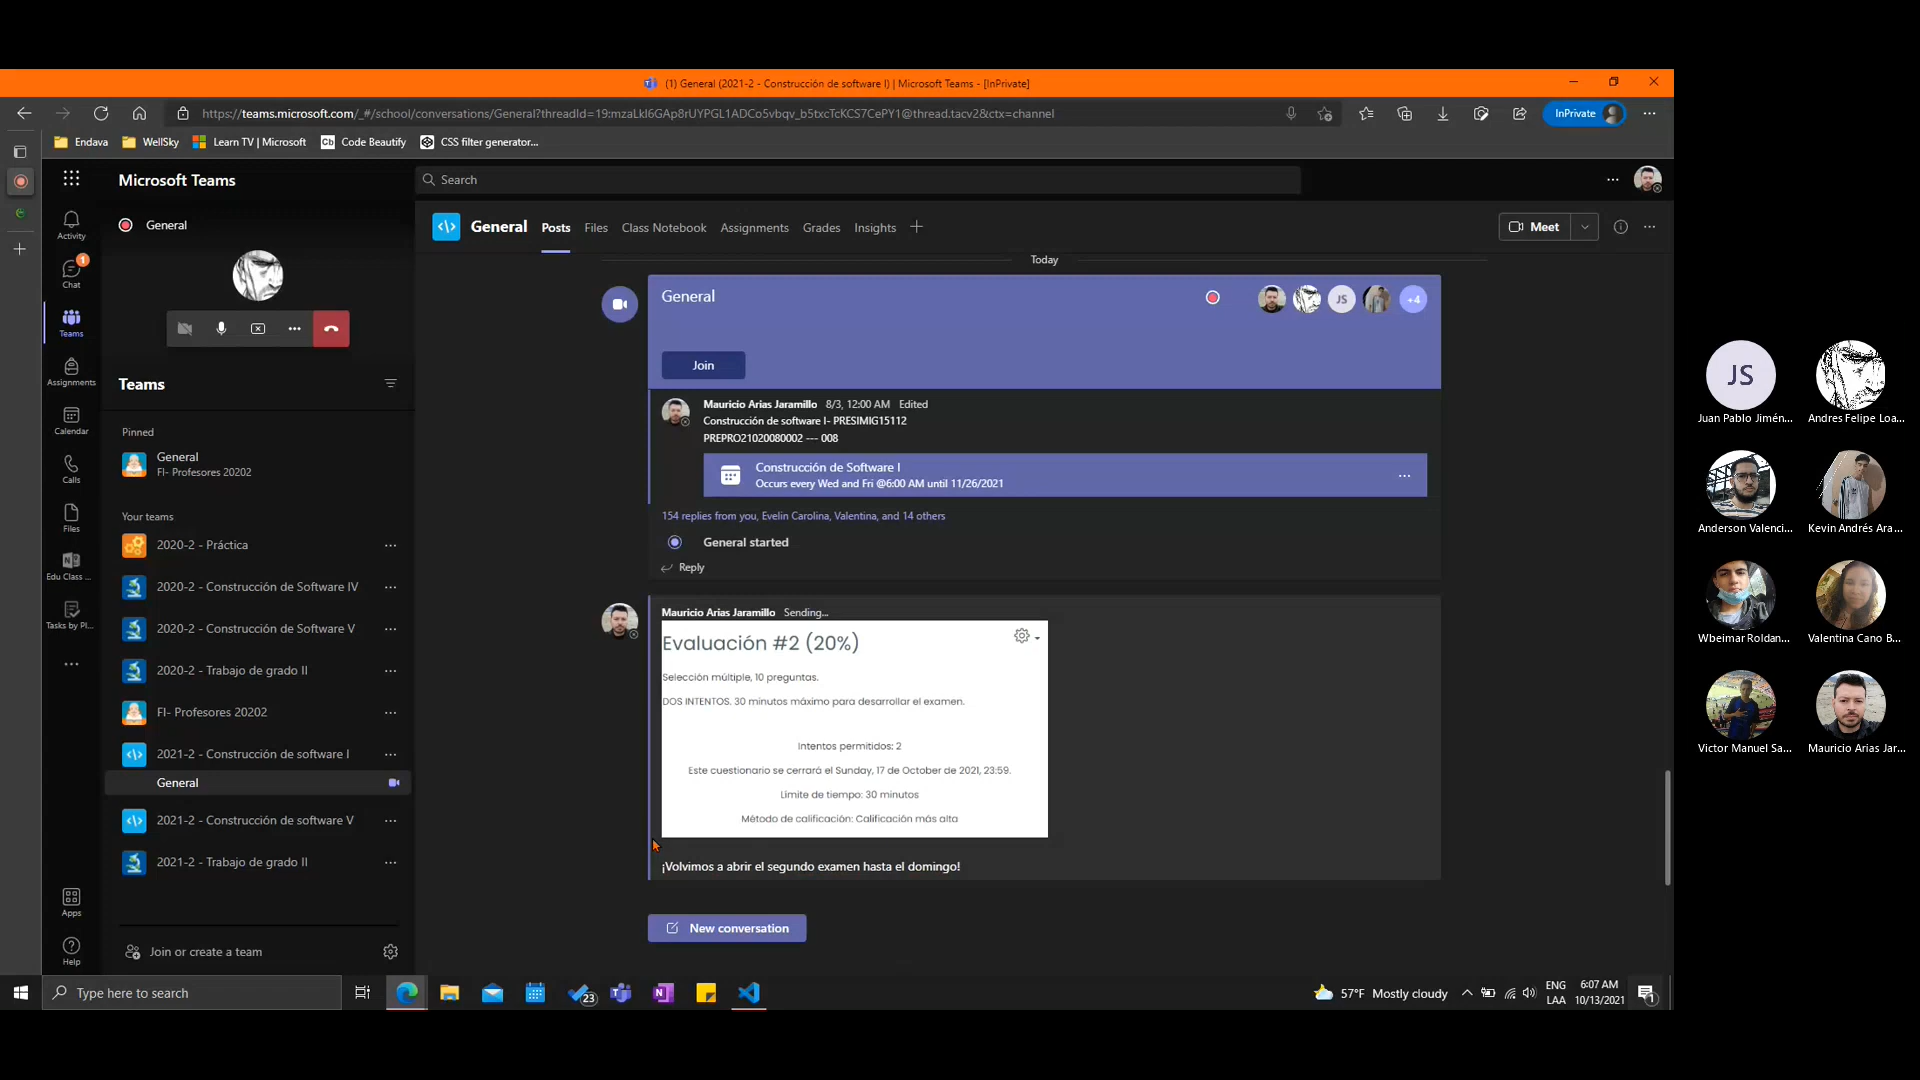 (1) General (2021-2 - Construcción de software I) | Microsoft Teams - [InPrivate]
https://teams.microsoft.com/_#/school/conversations/General?threadId=19:mzaLkl6GAp8rUYPGL1ADCo5vbqv_b5txcTcKCS7CePY1@thread.tacv2&ctx=channel
InPrivate
Endava
WellSky
Learn TV | Microsoft
Cb Code Beautify
CSS filter generator...
Microsoft Teams
Search
Activity
Chat
1
Teams
Assignments
Calendar
Calls
Files
Edu Class ...
Tasks by Pl...
Apps
Help
General
Teams
Pinned
General
FI- Profesores 20202
Your teams
2020-2 - Práctica
2020-2 - Construcción de Software IV
2020-2 - Construcción de Software V
2020-2 - Trabajo de grado II
FI- Profesores 20202
2021-2 - Construcción de software I
General
2021-2 - Construcción de software V
2021-2 - Trabajo de grado II
Join or create a team
General
Posts
Files
Class Notebook
Assignments
Grades
Insights
Meet
Today
General
JS
+4
Join
Mauricio Arias Jaramillo 8/3, 12:00 AM Edited
Construcción de software I- PRESIMIG15112
PREPRO21020080002 --- 008
Construcción de Software I
Occurs every Wed and Fri @6:00 AM until 11/26/2021
154 replies from you, Evelin Carolina, Valentina, and 14 others
General started
Reply
Mauricio Arias Jaramillo Sending...
Evaluación #2 (20%)
Selección múltiple, 10 preguntas.
DOS INTENTOS. 30 minutos máximo para desarrollar el examen.
Intentos permitidos: 2
Este cuestionario se cerrará el Sunday, 17 de October de 2021, 23:59.
Límite de tiempo: 30 minutos
Método de calificación: Calificación más alta
¡Volvimos a abrir el segundo examen hasta el domingo!
New conversation
JS
Juan Pablo Jimén...
Andres Felipe Loa...
Anderson Valenci...
Kevin Andrés Ara...
Wbeimar Roldan...
Valentina Cano B...
Victor Manuel Sa...
Mauricio Arias Jar...
Type here to search
23
57°F Mostly cloudy
ENG
LAA
6:07 AM
10/13/2021
1